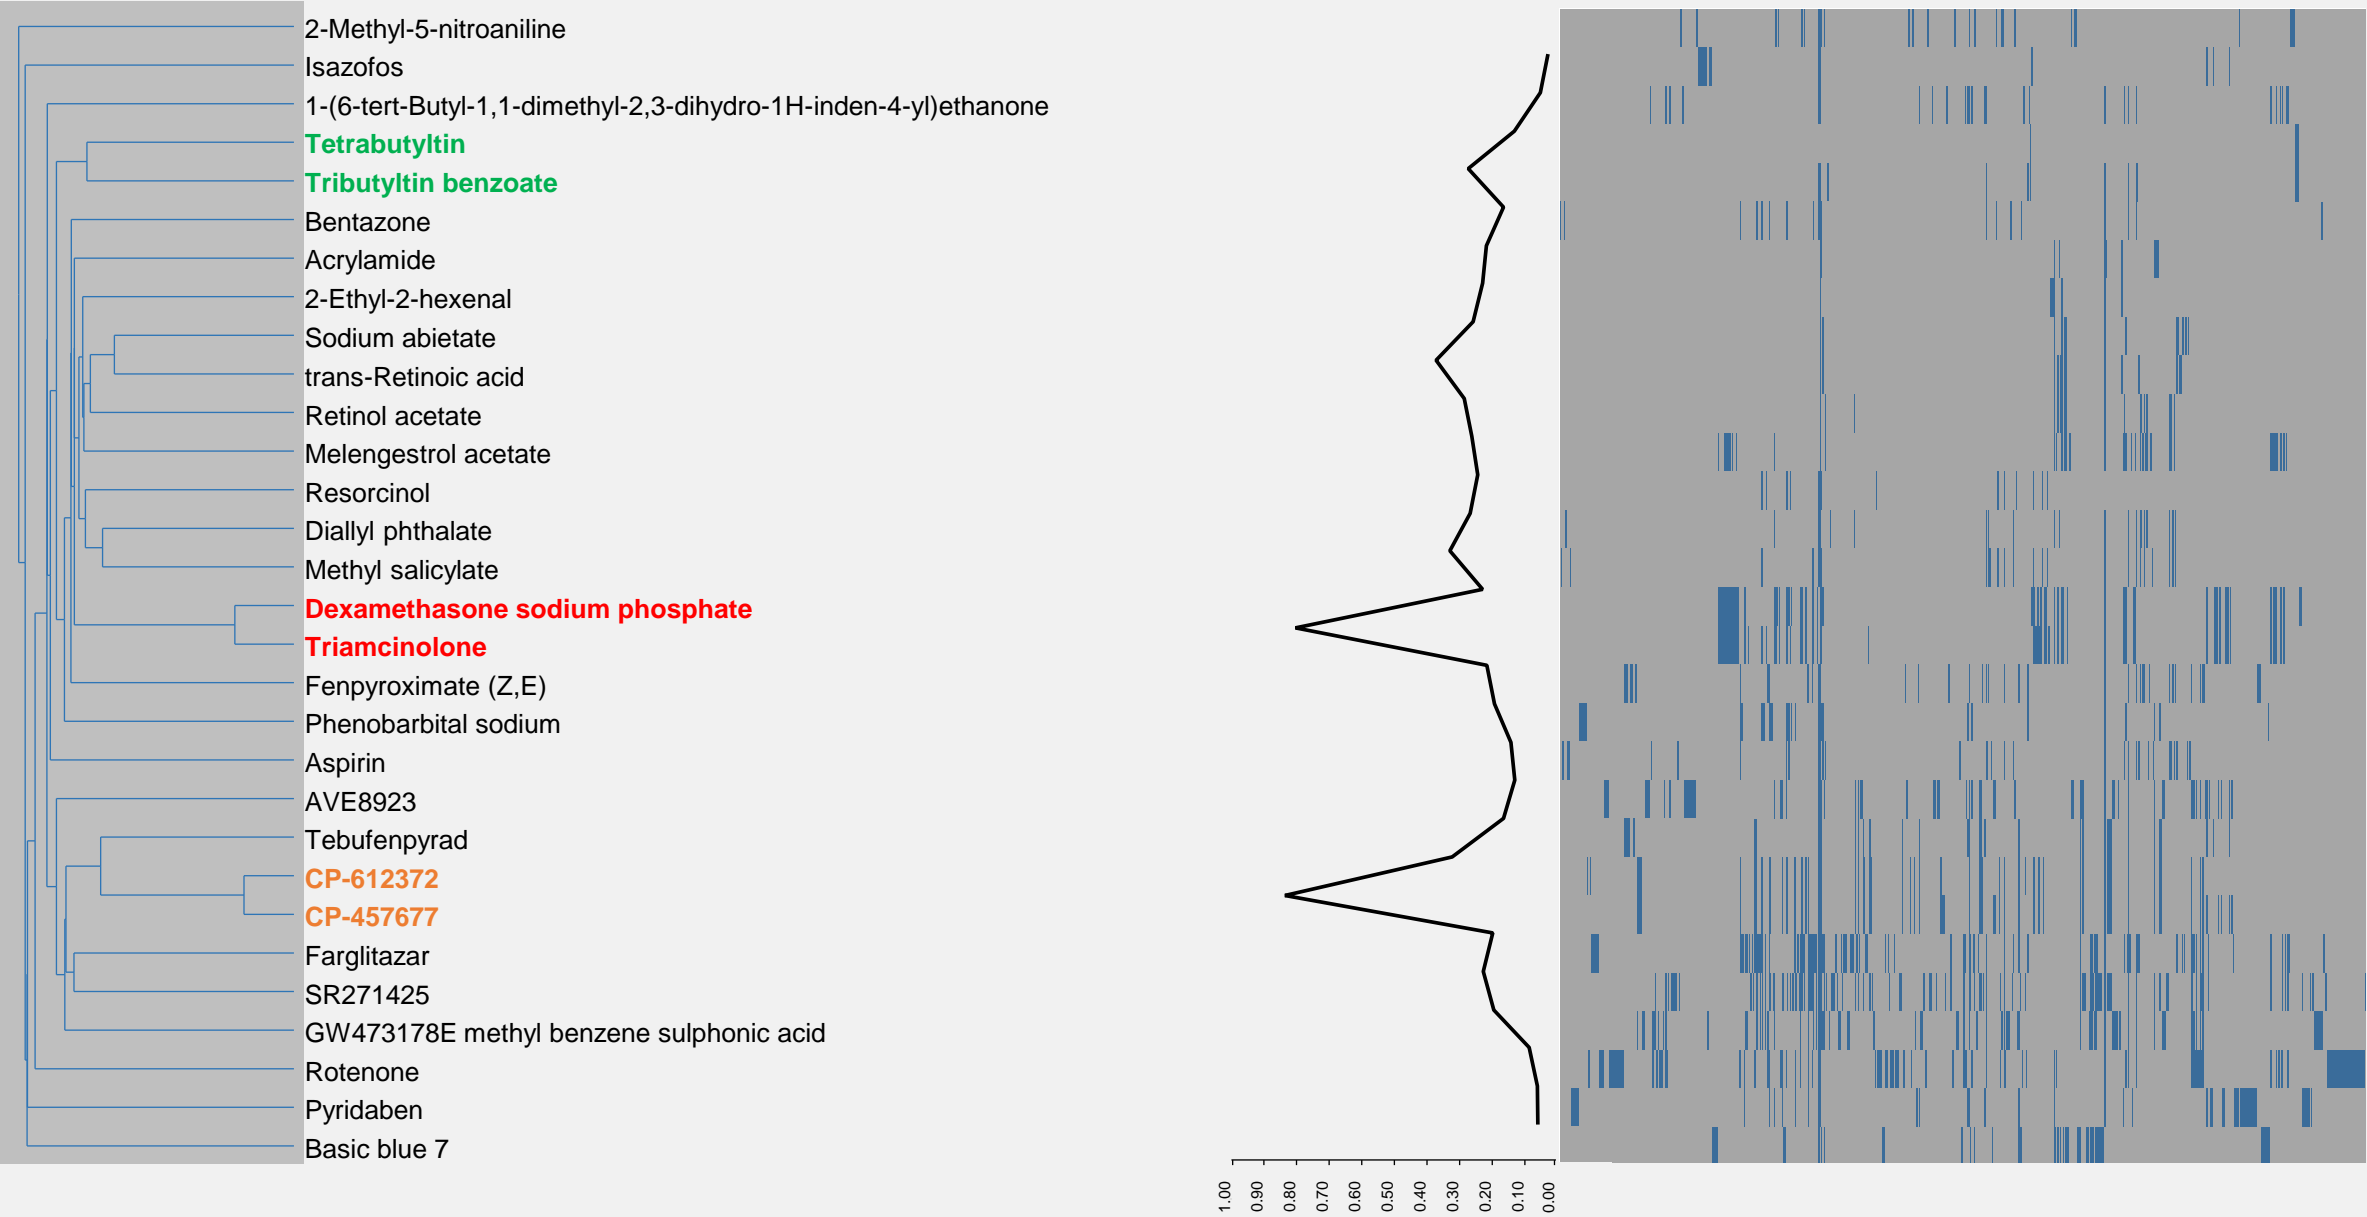 2-Methyl-5-nitroaniline
Isazofos
1-(6-tert-Butyl-1,1-dimethyl-2,3-dihydro-1H-inden-4-yl)ethanone
Tetrabutyltin
Tributyltin benzoate
Bentazone
Acrylamide
2-Ethyl-2-hexenal
Sodium abietate
trans-Retinoic acid
Retinol acetate
Melengestrol acetate
Resorcinol
Diallyl phthalate
Methyl salicylate
Dexamethasone sodium phosphate
Triamcinolone
Fenpyroximate (Z,E)
Phenobarbital sodium
Aspirin
AVE8923
Tebufenpyrad
CP-612372
CP-457677
Farglitazar
SR271425
GW473178E methyl benzene sulphonic acid
Rotenone
Pyridaben
Basic blue 7
1.00
0.90
0.80
0.70
0.60
0.50
0.40
0.30
0.20
0.10
0.00